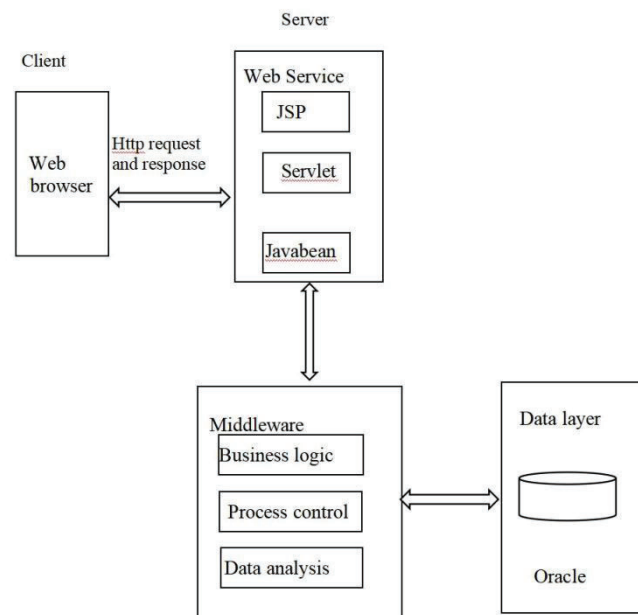 Server
Client
Web Service
JSP
Http request
and response
Web
browser
Servlet
Javabean
Middleware
Business logic
Process control
Data analysis
Data layer
Oracle